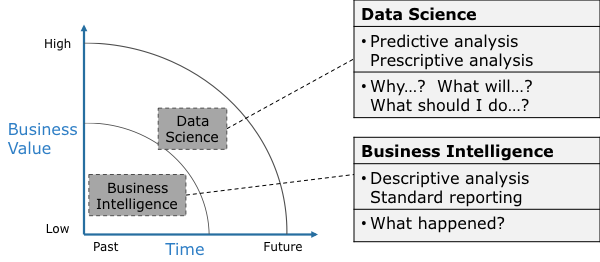 High
Business
Value
Low
Past
Time
Future
Data
Science
Business
Intelligence
Data Science
• Predictive analysis
Prescriptive analysis
• Why…?  What will…?
What should I do…?
Business Intelligence
• Descriptive analysis
Standard reporting
• What happened?